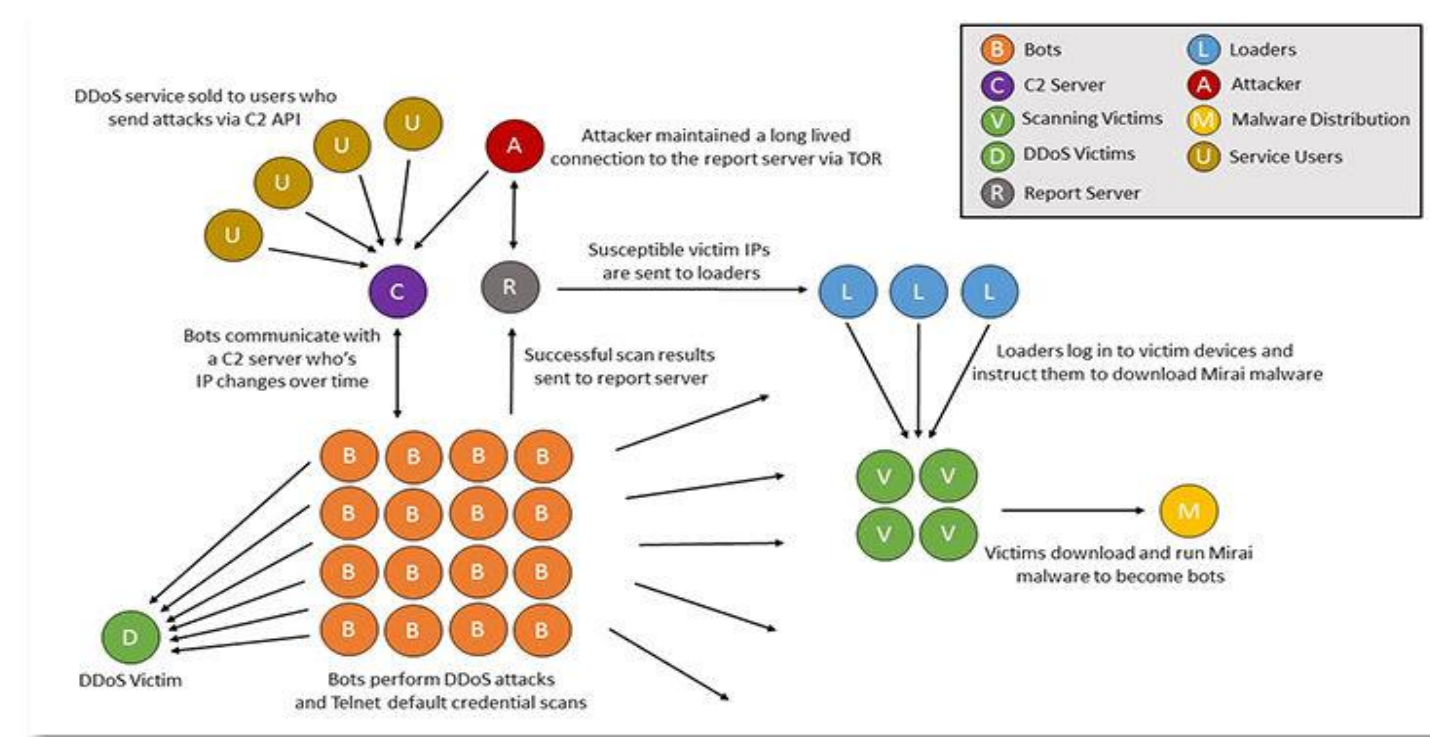 B Bots
L Loaders
C C2 Server
A Attacker
V Scanning Victims
M Malware Distribution
D DDoS Victims
U Service Users
R Report Server
DDoS service sold to users who
send attacks via C2 API
U
U
U
U
A
Attacker maintained a long lived
connection to the report server via TOR
C
R
Susceptible victim IPs
are sent to loaders
L L L
Bots communicate with
a C2 server who's
IP changes over time
Successful scan results
sent to report server
Loaders log in to victim devices and
instruct them to download Mirai malware
B B B B
B B B B
B B B B
B B B B
V V
V V
M
Victims download and run Mirai
malware to become bots
D
DDoS Victim
Bots perform DDoS attacks
and Telnet default credential scans